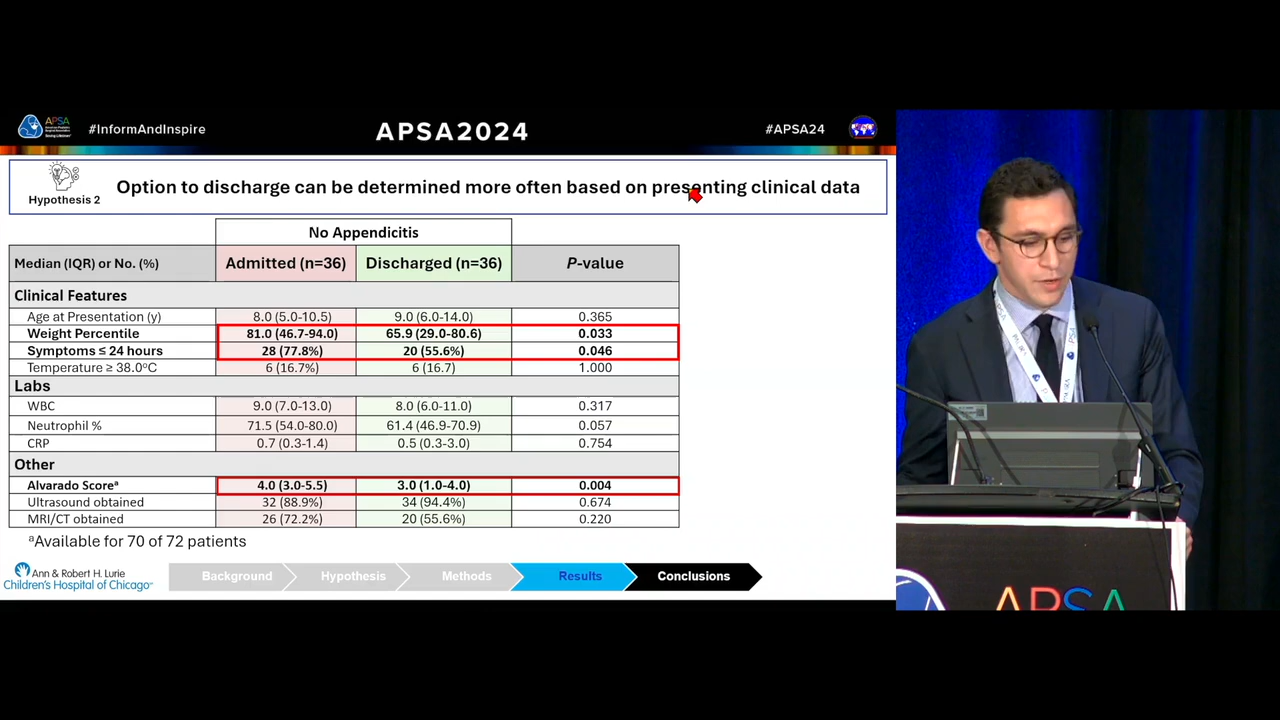 APSA
#InformAndInspire
APSA2024
#APSA24
Hypothesis 2
Option to discharge can be determined more often based on presenting clinical data
No Appendicitis
Median (IQR) or No. (%) Admitted (n=36) Discharged (n=36) P-value
Clinical Features
Age at Presentation (y) 8.0 (5.0-10.5) 9.0 (6.0-14.0) 0.365
Weight Percentile 81.0 (46.7-94.0) 65.9 (29.0-80.6) 0.033
Symptoms ≤ 24 hours 28 (77.8%) 20 (55.6%) 0.046
Temperature ≥ 38.0°C 6 (16.7%) 6 (16.7) 1.000
Labs
WBC 9.0 (7.0-13.0) 8.0 (6.0-11.0) 0.317
Neutrophil % 71.5 (54.0-80.0) 61.4 (46.9-70.9) 0.057
CRP 0.7 (0.3-1.4) 0.5 (0.3-3.0) 0.754
Other
Alvarado Scoreᵃ 4.0 (3.0-5.5) 3.0 (1.0-4.0) 0.004
Ultrasound obtained 32 (88.9%) 34 (94.4%) 0.674
MRI/CT obtained 26 (72.2%) 20 (55.6%) 0.220
ᵃAvailable for 70 of 72 patients
Ann & Robert H. Lurie
Children's Hospital of Chicago
Background Hypothesis Methods Results Conclusions
APSA